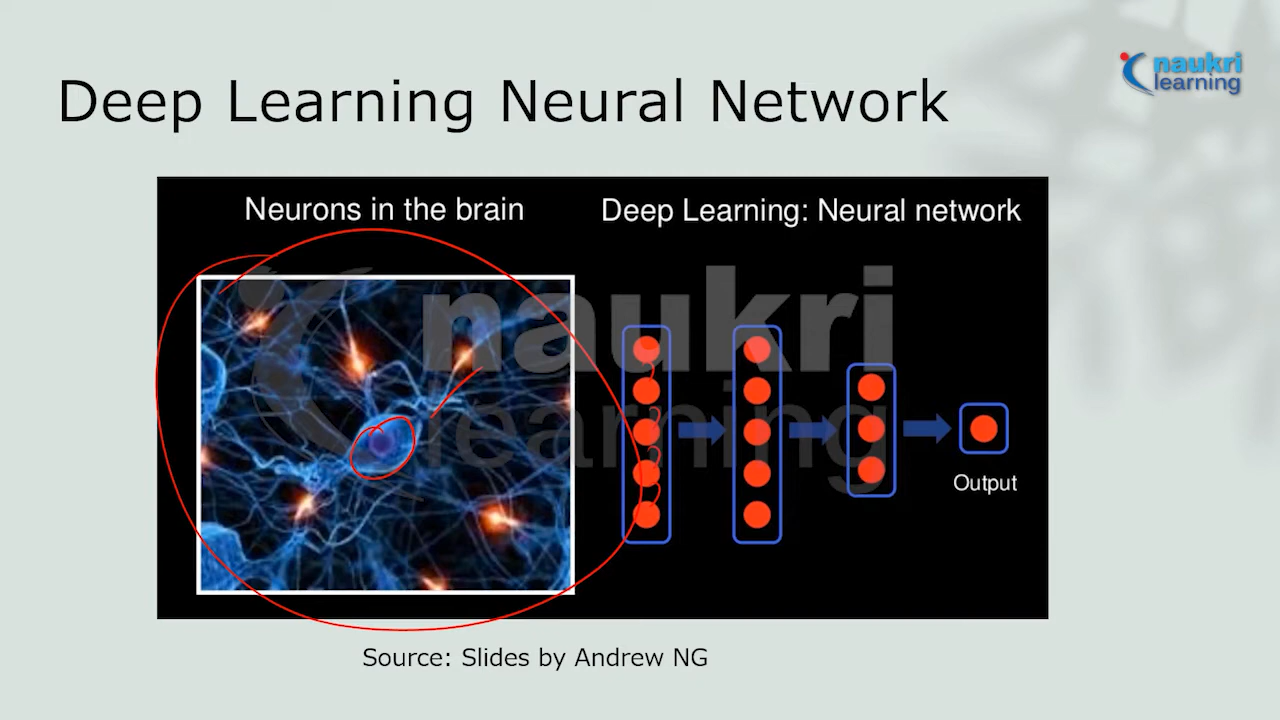 Deep Learning Neural Network
naukri
learning
Neurons in the brain
Deep Learning: Neural network
naukri
learning
Output
Source: Slides by Andrew NG